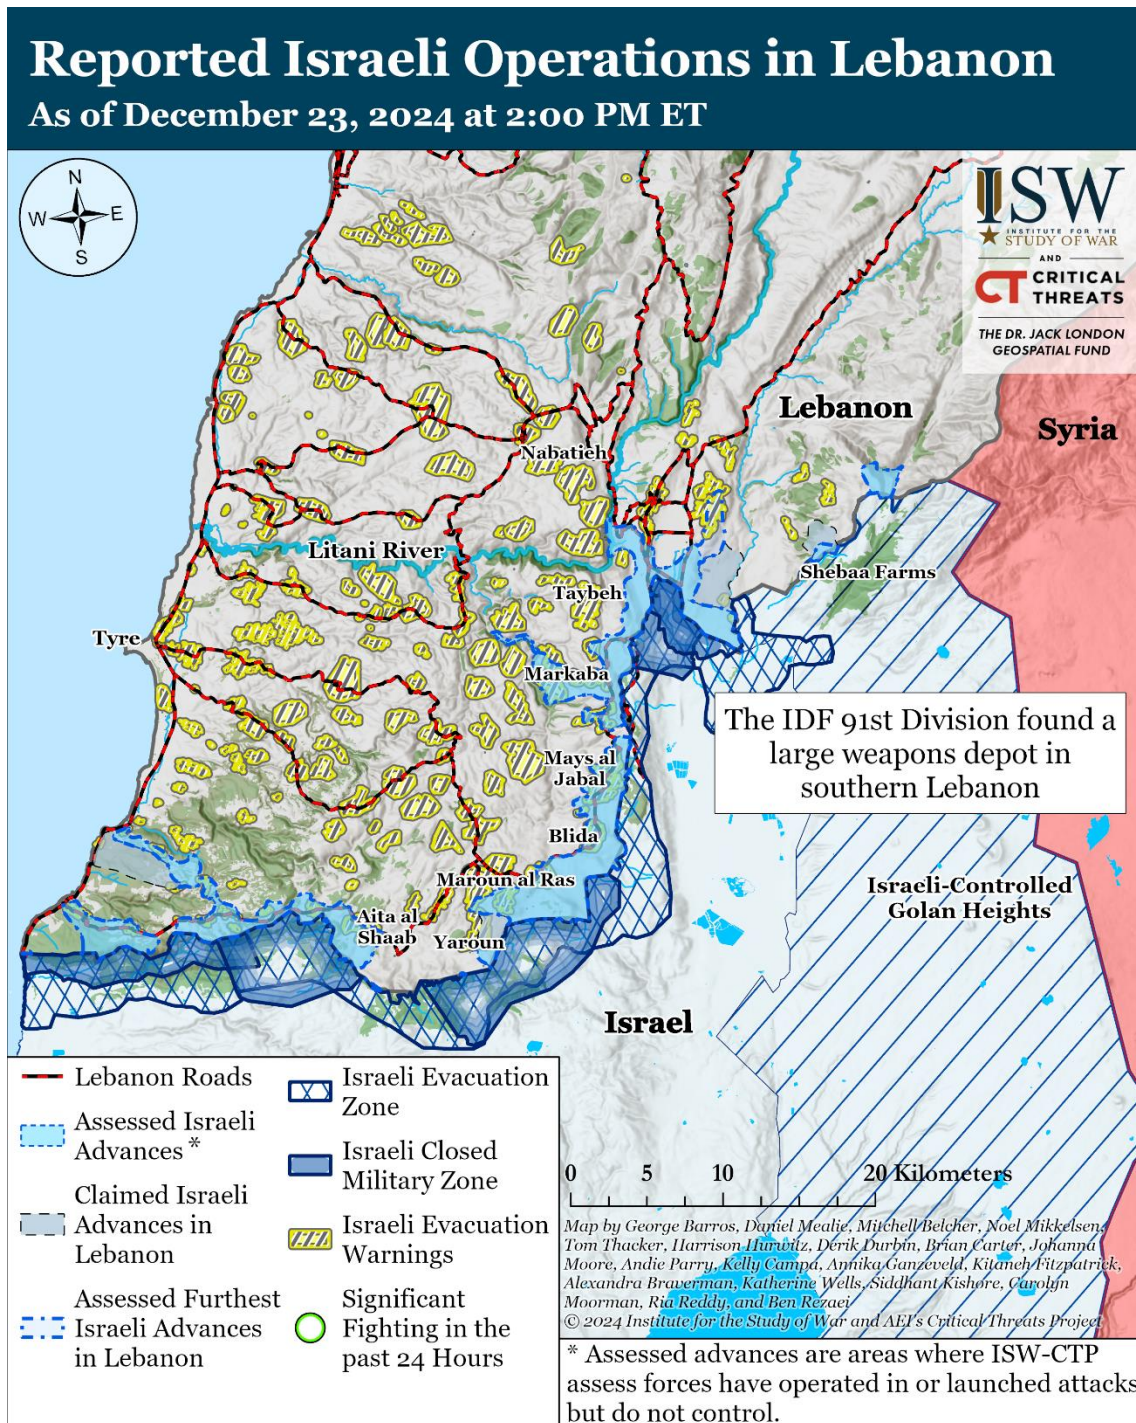 Reported Israeli Operations in Lebanon
As of December 23, 2024 at 2:00 PM ET
N
W E
S
ISW
INSTITUTE FOR THE
STUDY OF WAR
AND
CT CRITICAL
THREATS
THE DR. JACK LONDON
GEOSPATIAL FUND
Lebanon
Syria
Nabatieh
Litani River
Shebaa Farms
Taybeh
Tyre
Markaba
The IDF 91st Division found a
large weapons depot in
southern Lebanon
Mays al
Jabal
Blida
Maroun al Ras
Israeli-Controlled
Golan Heights
Aita al
Shaab
Yaroun
Israel
Lebanon Roads
Assessed Israeli
Advances *
Claimed Israeli
Advances in
Lebanon
Assessed Furthest
Israeli Advances
in Lebanon
Israeli Evacuation
Zone
Israeli Closed
Military Zone
Israeli Evacuation
Warnings
Significant
Fighting in the
past 24 Hours
0 5 10 20 Kilometers
Map by George Barros, Daniel Mealie, Mitchell Belcher, Noel Mikkelsen,
Tom Thacker, Harrison Hurwitz, Derik Durbin, Brian Carter, Johanna
Moore, Andie Parry, Kelly Campa, Annika Ganzeveld, Kitaneh Fitzpatrick,
Alexandra Braverman, Katherine Wells, Siddhant Kishore, Carolyn
Moorman, Ria Reddy, and Ben Rezaei
© 2024 Institute for the Study of War and AEI's Critical Threats Project
* Assessed advances are areas where ISW-CTP
assess forces have operated in or launched attacks
but do not control.